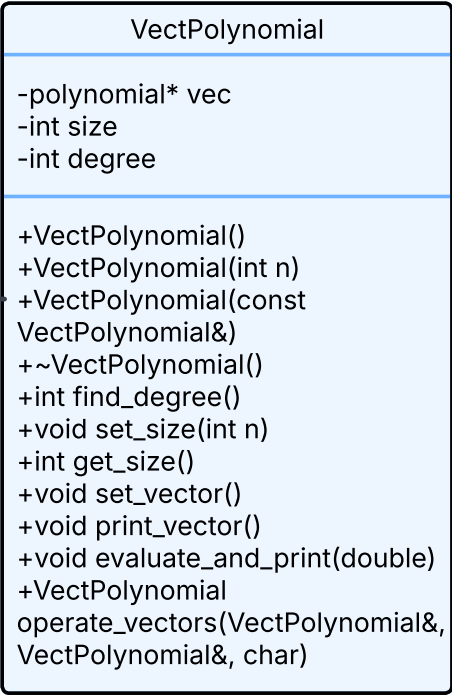 VectPolynomial
-polynomial* vec
-int size
-int degree
+VectPolynomial()
+VectPolynomial(int n)
+VectPolynomial(const
VectPolynomial&)
+~VectPolynomial()
+int find_degree()
+void set_size(int n)
+int get_size()
+void set_vector()
+void print_vector()
+void evaluate_and_print(double)
+VectPolynomial
operate_vectors(VectPolynomial&,
VectPolynomial&, char)